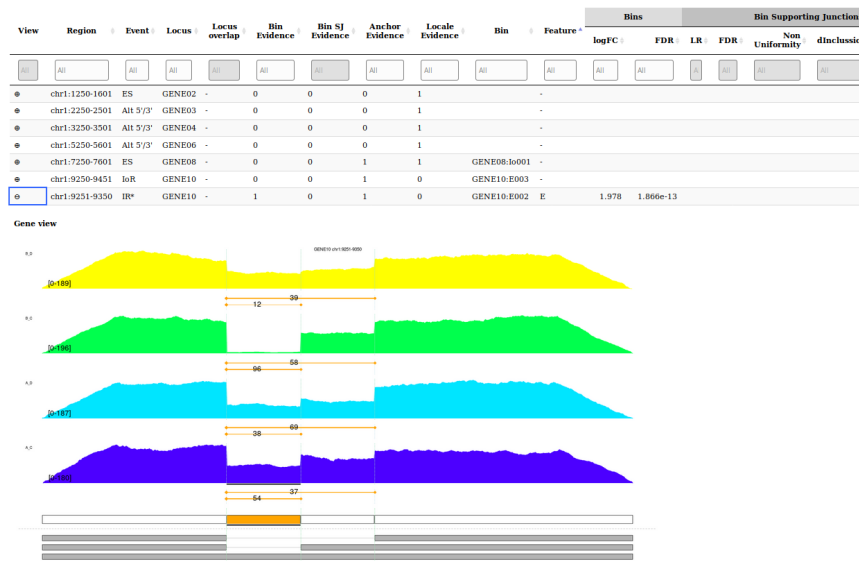 Bins Bin Supporting Junction
View Region Event Locus Locus overlap Bin Evidence Bin SJ Evidence Anchor Evidence Locale Evidence Bin Feature logFC FDR LR FDR Non Uniformity dInclussio
All All All All All All All All All All All All All A All All All
chr1:1250-1601 ES GENE02 - 0 0 0 1 -
chr1:2250-2501 Alt 5'/3' GENE03 - 0 0 0 1 -
chr1:3250-3501 Alt 5'/3' GENE04 - 0 0 0 1 -
chr1:5250-5601 Alt 5'/3' GENE06 - 0 0 0 1 -
chr1:7250-7601 ES GENE08 - 0 0 1 1 GENE08:Io001 -
chr1:9250-9451 IoR GENE10 - 0 0 1 0 GENE10:E003 -
chr1:9251-9350 IR* GENE10 - 1 0 1 0 GENE10:E002 E 1.978 1.866e-13
Gene view
GENE10 chr1:9251-9350
[0-189]
39
12
[0-196]
58
96
[0-187]
69
38
37
54